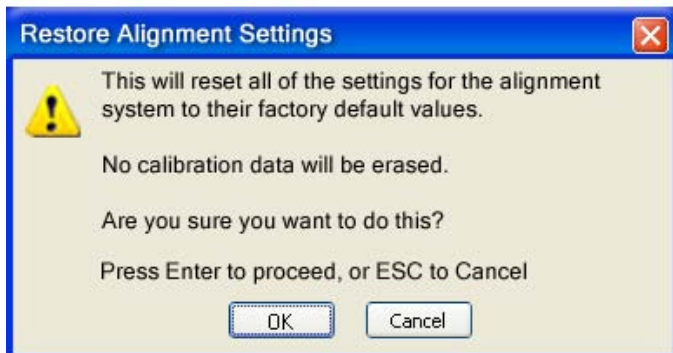 Restore Alignment Settings
This will reset all of the settings for the alignment
system to their factory default values.
No calibration data will be erased.
Are you sure you want to do this?
Press Enter to proceed, or ESC to Cancel
OK
Cancel